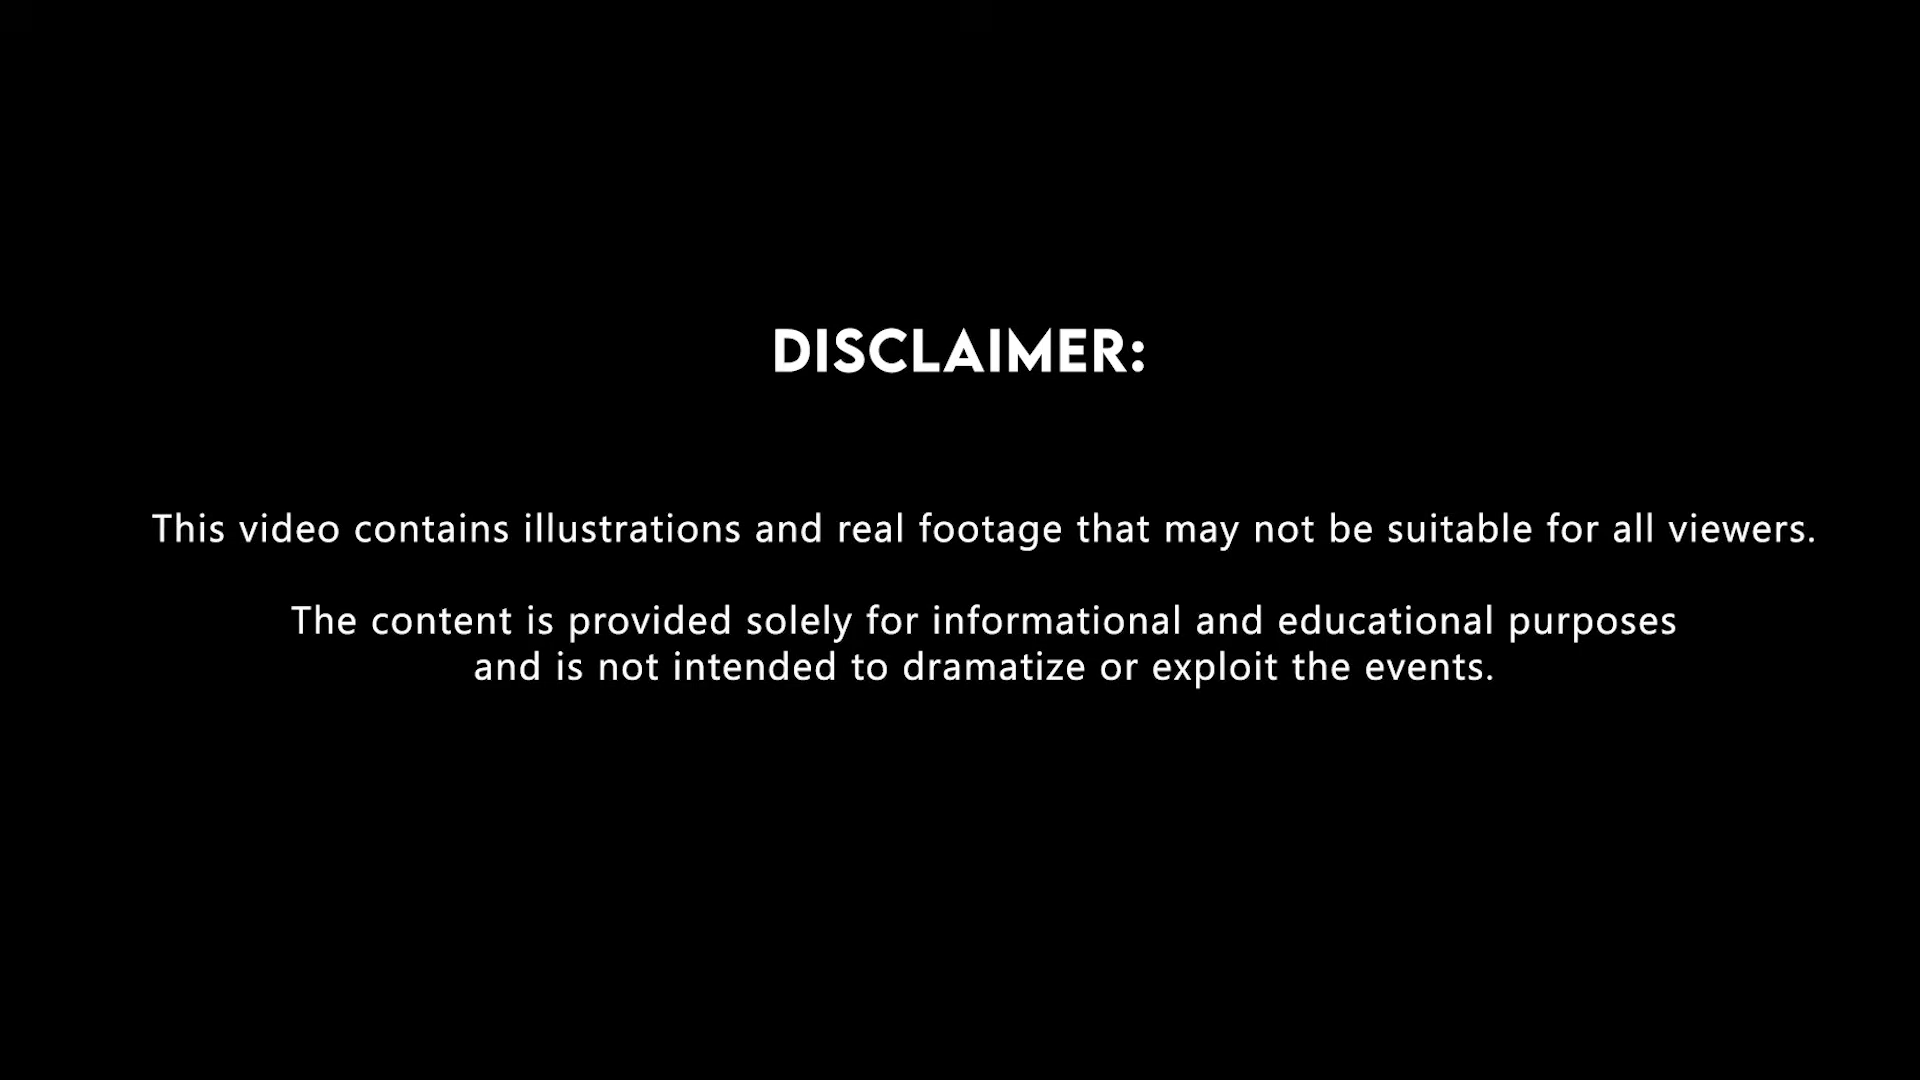 DISCLAIMER:
This video contains illustrations and real footage that may not be suitable for all viewers.
The content is provided solely for informational and educational purposes
and is not intended to dramatize or exploit the events.